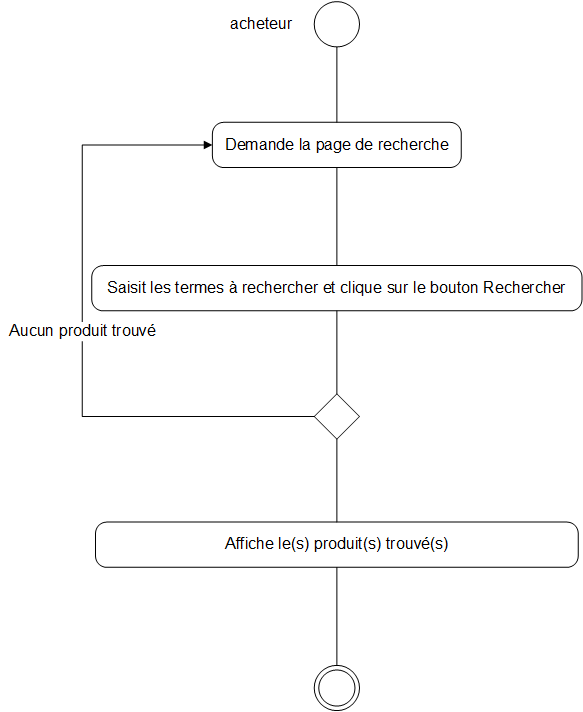 acheteur
Demande la page de recherche
Saisit les termes à rechercher et clique sur le bouton Rechercher
Aucun produit trouvé
Affiche le(s) produit(s) trouvé(s)